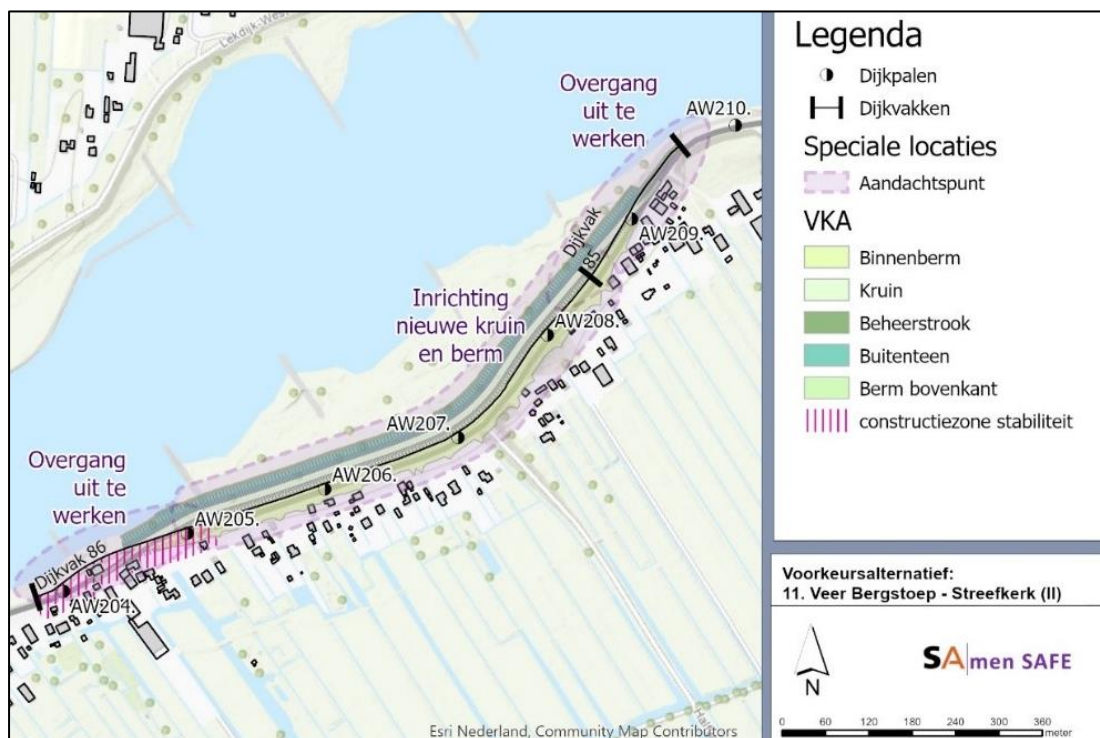 Lekdijk-West
Overgang
uit te
werken
AW210.
Dijkvak
85
AW209.
Inrichting
nieuwe kruin
en berm
AW208.
AW207.
Overgang
uit te
werken
AW206.
AW205.
Dijkvak 86
AW204.
Esri Nederland, Community Map Contributors
Legenda
Dijkpalen
Dijkvakken
Speciale locaties
Aandachtspunt
VKA
Binnenberm
Kruin
Beheerstrook
Buitenteen
Berm bovenkant
constructiezone stabiliteit
Voorkeursalternatief:
11. Veer Bergstoep - Streefkerk (II)
N
SAmen SAFE
0 60 120 180 240 300 360
meter